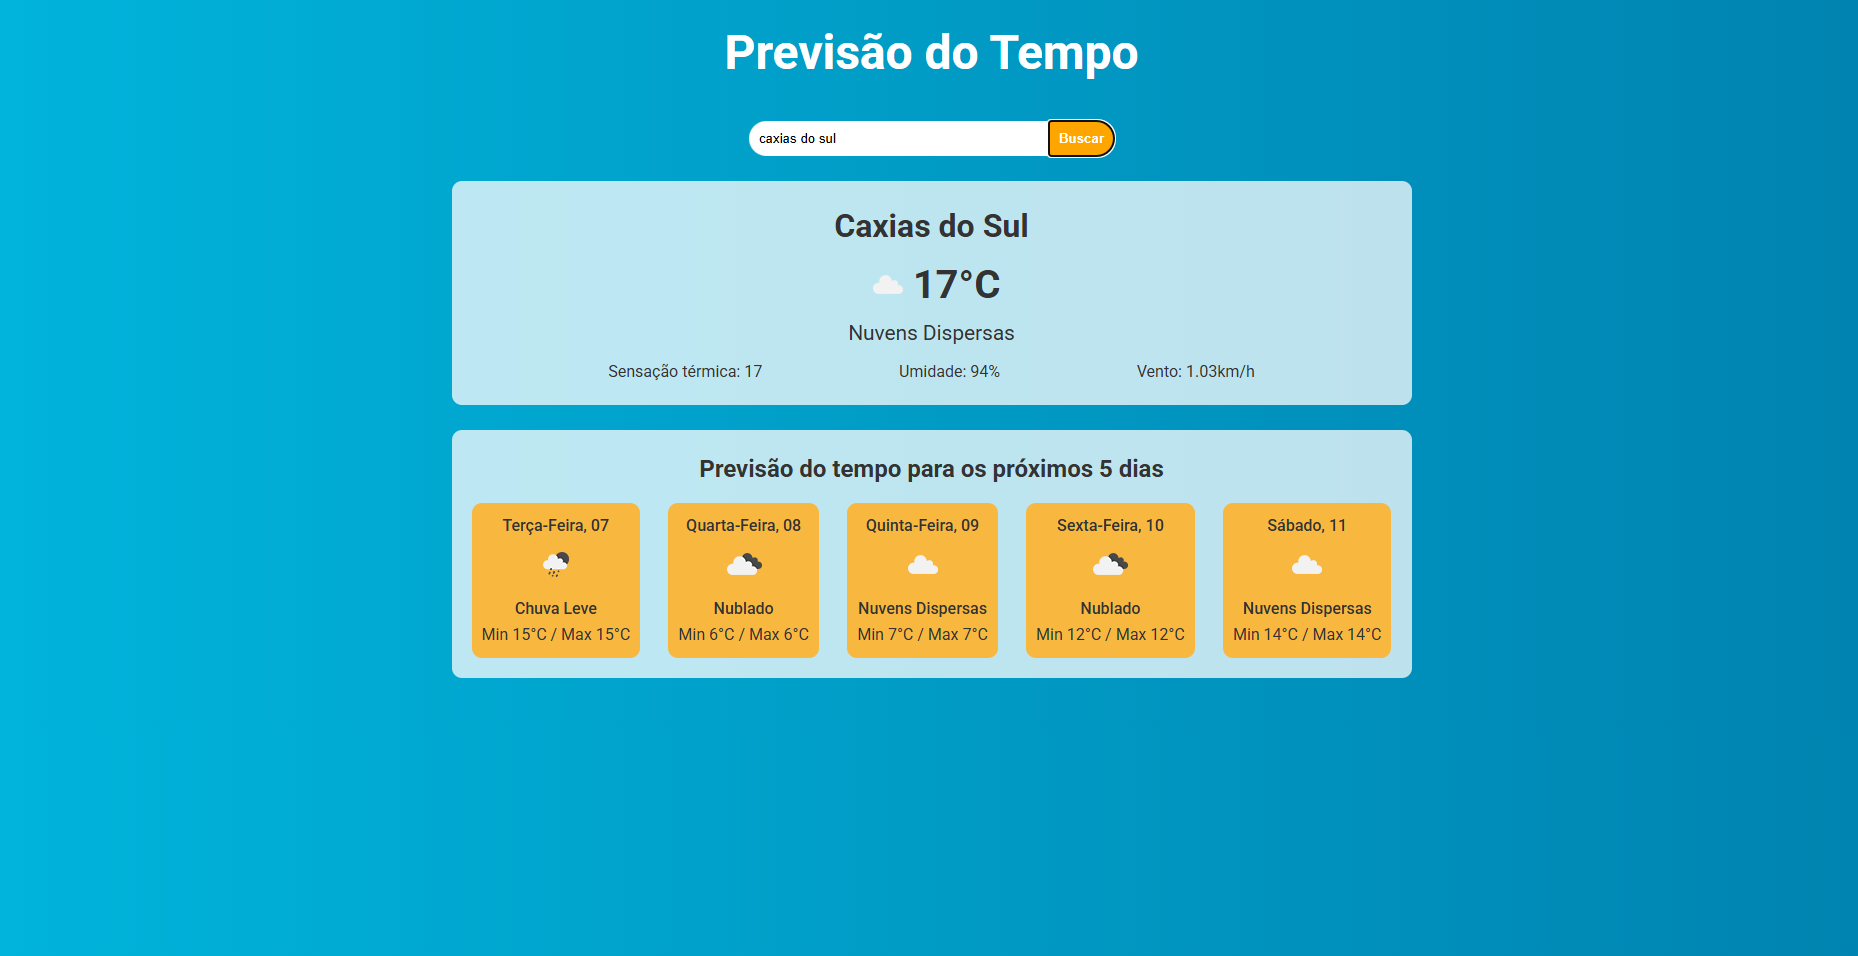 Previsão do Tempo
caxias do sul Buscar
Caxias do Sul
17°C
Nuvens Dispersas
Sensação térmica: 17 Umidade: 94% Vento: 1.03km/h
Previsão do tempo para os próximos 5 dias
Terça-Feira, 07
Chuva Leve
Min 15°C / Max 15°C
Quarta-Feira, 08
Nublado
Min 6°C / Max 6°C
Quinta-Feira, 09
Nuvens Dispersas
Min 7°C / Max 7°C
Sexta-Feira, 10
Nublado
Min 12°C / Max 12°C
Sábado, 11
Nuvens Dispersas
Min 14°C / Max 14°C